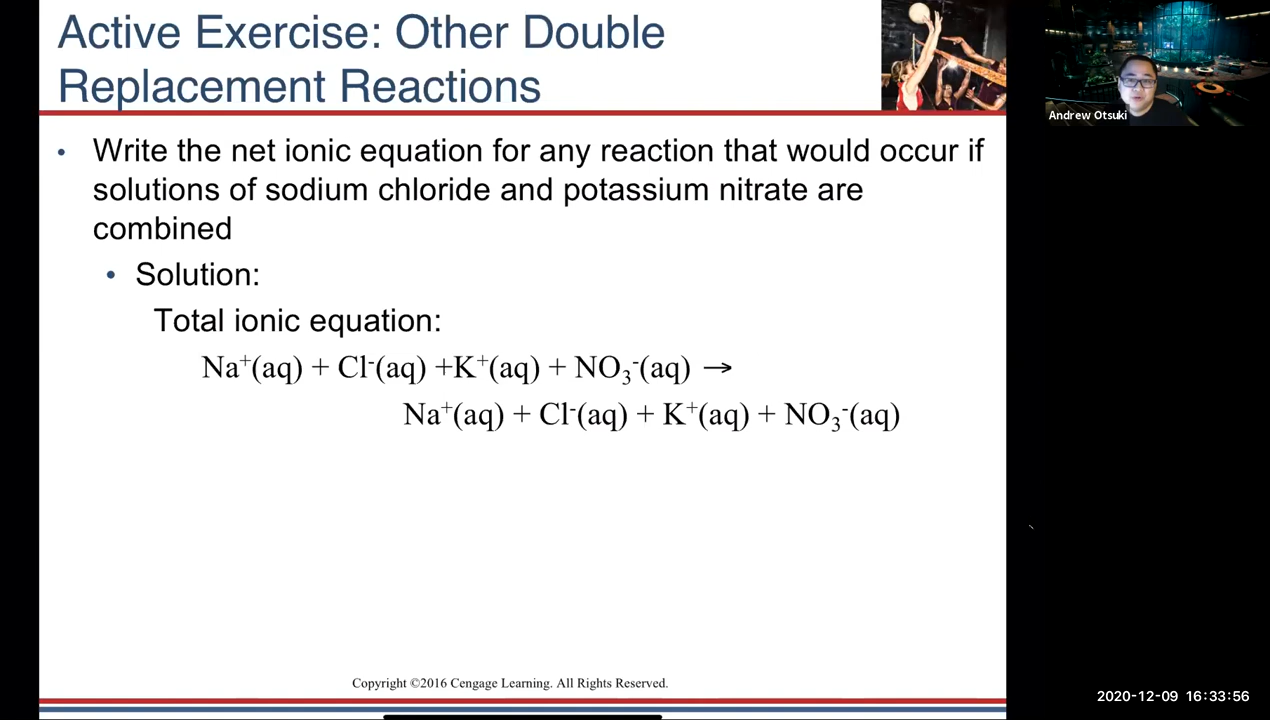 Active Exercise: Other Double
Replacement Reactions
• Write the net ionic equation for any reaction that would occur if
solutions of sodium chloride and potassium nitrate are
combined
• Solution:
Total ionic equation:
Na⁺(aq) + Cl⁻(aq) +K⁺(aq) + NO₃⁻(aq) →
Na⁺(aq) + Cl⁻(aq) + K⁺(aq) + NO₃⁻(aq)
Copyright ©2016 Cengage Learning. All Rights Reserved.
Andrew Otsuki
2020-12-09 16:33:56